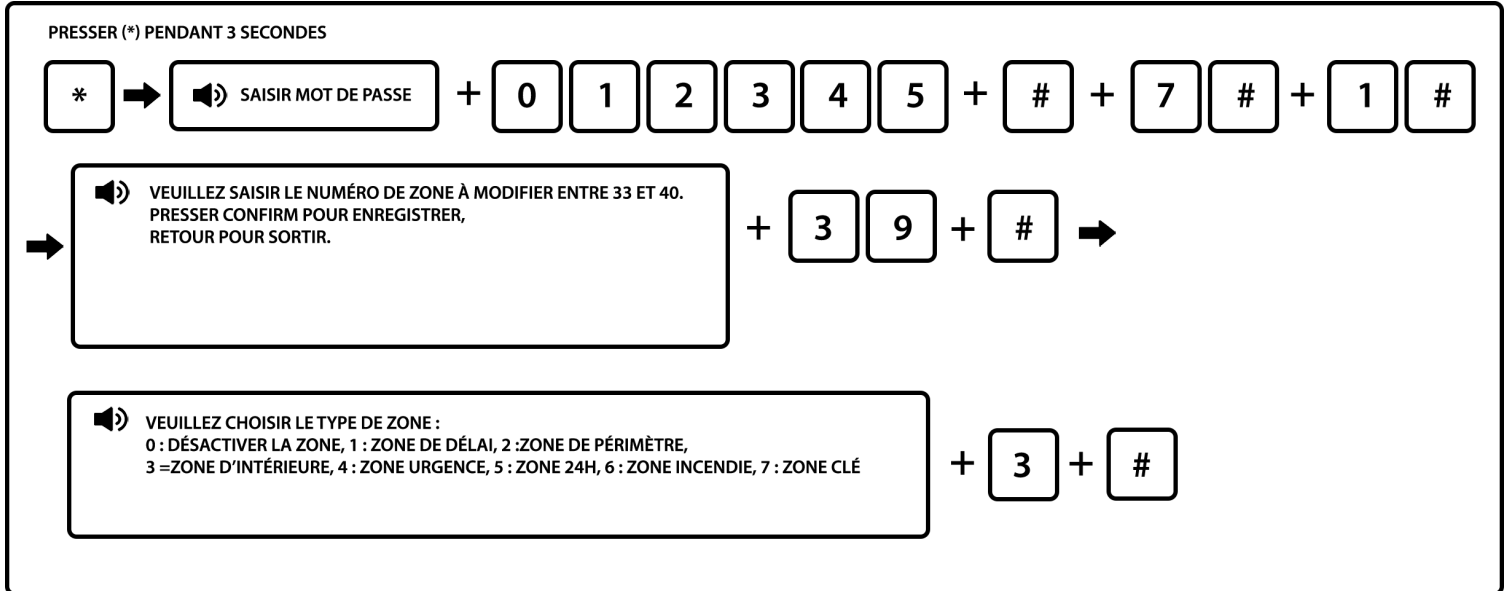 PRESSER (*) PENDANT 3 SECONDES
* SAISIR MOT DE PASSE + 0 1 2 3 4 5 + # + 7 # + 1 #
VEUILLEZ SAISIR LE NUMÉRO DE ZONE À MODIFIER ENTRE 33 ET 40.
PRESSER CONFIRM POUR ENREGISTRER,
RETOUR POUR SORTIR.
+ 3 9 + #
VEUILLEZ CHOISIR LE TYPE DE ZONE :
0 : DÉSACTIVER LA ZONE, 1 : ZONE DE DÉLAI, 2 :ZONE DE PÉRIMÈTRE,
3 =ZONE D'INTÉRIEURE, 4 : ZONE URGENCE, 5 : ZONE 24H, 6 : ZONE INCENDIE, 7 : ZONE CLÉ
+ 3 + #